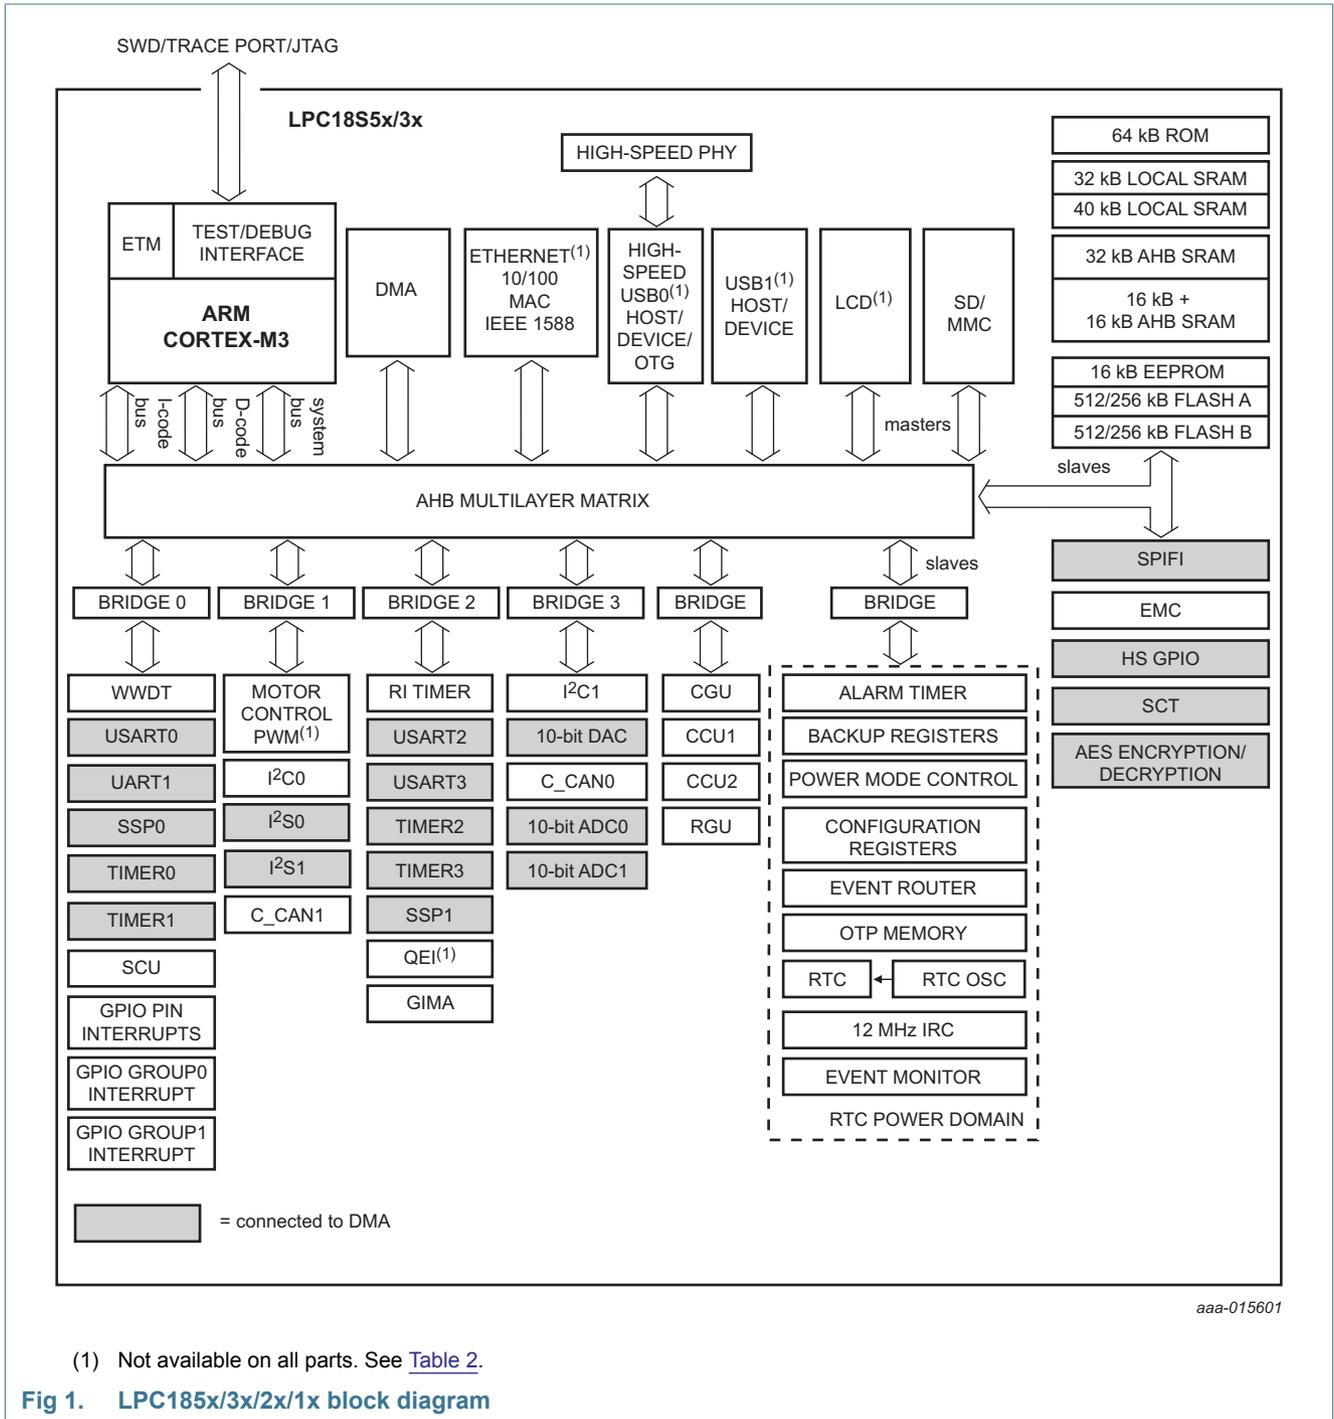 SWD/TRACE PORT/JTAG
LPC18S5x/3x
HIGH-SPEED PHY
ETM
TEST/DEBUG
INTERFACE
ARM
CORTEX-M3
DMA
ETHERNET(1)
10/100
MAC
IEEE 1588
HIGH-
SPEED
USB0(1)
HOST/
DEVICE/
OTG
USB1(1)
HOST/
DEVICE
LCD(1)
SD/
MMC
64 kB ROM
32 kB LOCAL SRAM
40 kB LOCAL SRAM
32 kB AHB SRAM
16 kB +
16 kB AHB SRAM
16 kB EEPROM
512/256 kB FLASH A
512/256 kB FLASH B
I-code
bus
D-code
bus
system
bus
masters
slaves
AHB MULTILAYER MATRIX
slaves
BRIDGE 0
BRIDGE 1
BRIDGE 2
BRIDGE 3
BRIDGE
BRIDGE
WWDT
USART0
UART1
SSP0
TIMER0
TIMER1
SCU
GPIO PIN
INTERRUPTS
GPIO GROUP0
INTERRUPT
GPIO GROUP1
INTERRUPT
MOTOR
CONTROL
PWM(1)
I2C0
I2S0
I2S1
C_CAN1
RI TIMER
USART2
USART3
TIMER2
TIMER3
SSP1
QEI(1)
GIMA
I2C1
10-bit DAC
C_CAN0
10-bit ADC0
10-bit ADC1
CGU
CCU1
CCU2
RGU
ALARM TIMER
BACKUP REGISTERS
POWER MODE CONTROL
CONFIGURATION
REGISTERS
EVENT ROUTER
OTP MEMORY
RTC
RTC OSC
12 MHz IRC
EVENT MONITOR
RTC POWER DOMAIN
SPIFI
EMC
HS GPIO
SCT
AES ENCRYPTION/
DECRYPTION
= connected to DMA
aaa-015601
(1) Not available on all parts. See Table 2.
Fig 1. LPC185x/3x/2x/1x block diagram